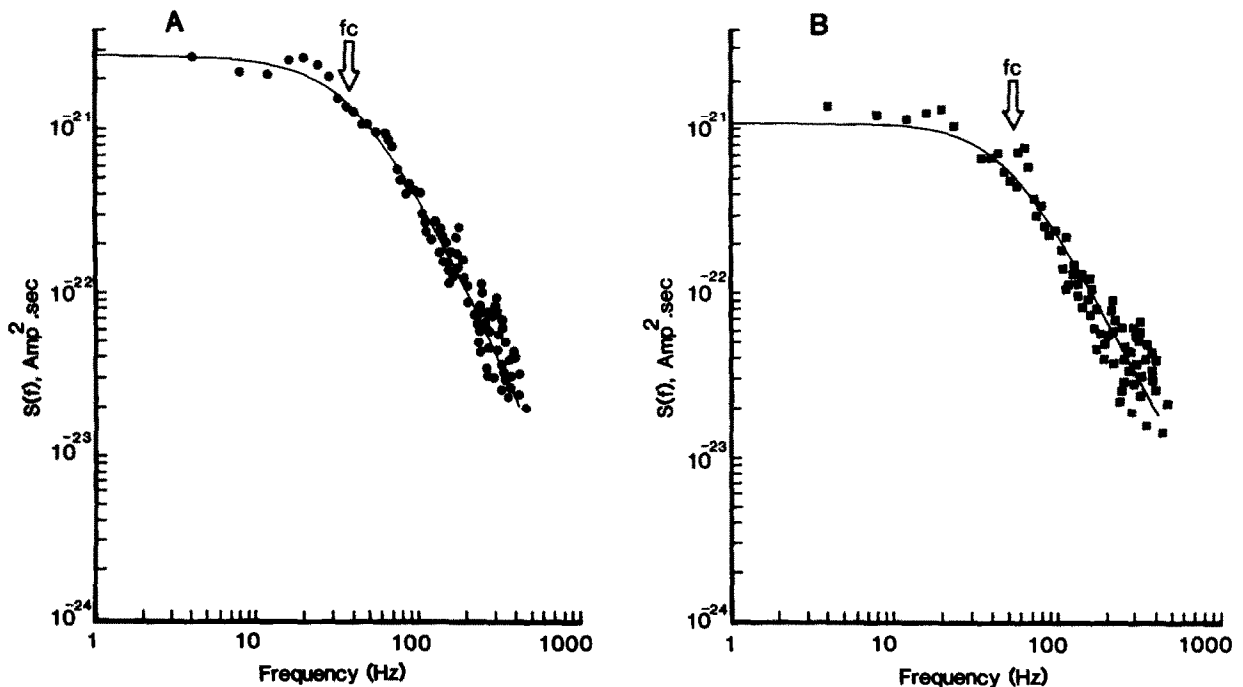 A
fc
10⁻²¹
10⁻²²
10⁻²³
10⁻²⁴
S(f), Amp².sec
1 10 100 1000
Frequency (Hz)
B
fc
10⁻²¹
10⁻²²
10⁻²³
10⁻²⁴
S(f), Amp².sec
1 10 100 1000
Frequency (Hz)